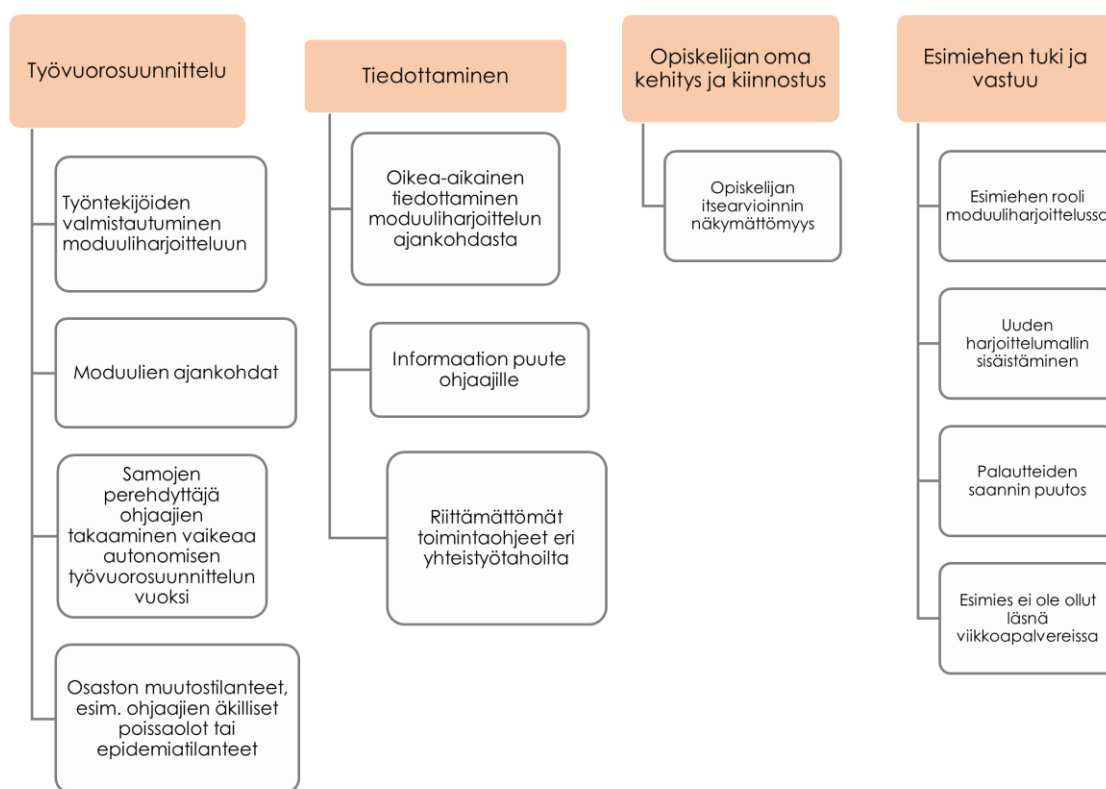 Työvuorosuunnittelu
Työntekijöiden
valmistautuminen
moduuliharjoitteluun
Moduulien ajankohdat
Samojen
perehdyttäjä
ohjaajien
takaaminen vaikeaa
autonomisen
työvuorosuunnittelun
vuoksi
Osaston muutostilanteet,
esim. ohjaajien äkilliset
poissaolot tai
epidemiatilanteet
Tiedottaminen
Oikea-aikainen
tiedottaminen
moduuliharjoittelun
ajankohdasta
Informaation puute
ohjaajille
Riittämättömät
toimintaohjeet eri
yhteistyötahoilta
Opiskelijan oma
kehitys ja kiinnostus
Opiskelijan
itsearvioinnin
näkymättömyys
Esimiehen tuki ja
vastuu
Esimiehen rooli
moduuliharjoittelussa
Uuden
harjoittelumallin
sisäistäminen
Palautteiden
saannin puutos
Esimies ei ole ollut
läsnä
viikkoapalvereissa